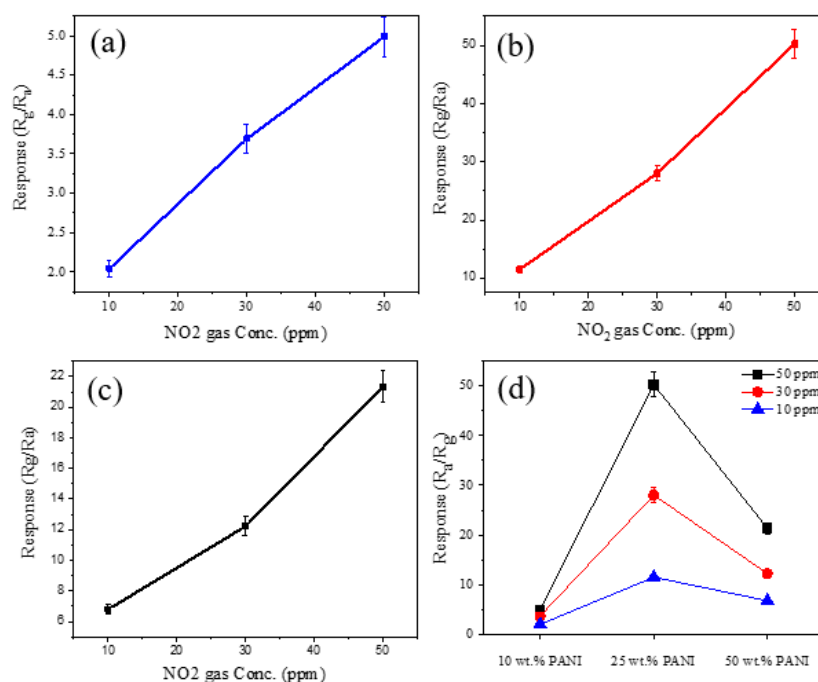 (a)
5.0
4.5
4.0
3.5
3.0
2.5
2.0
Response (Rg/Ra)
10 20 30 40 50
NO2 gas Conc. (ppm)
(b)
50
40
30
20
10
Response (Rg/Ra)
10 20 30 40 50
NO2 gas Conc. (ppm)
(c)
22
20
18
16
14
12
10
8
6
Response (Rg/Ra)
10 20 30 40 50
NO2 gas Conc. (ppm)
(d)
50 ppm
30 ppm
10 ppm
50
40
30
20
10
0
Response (Ra/Rg)
10 wt.% PANI 25 wt.% PANI 50 wt.% PANI